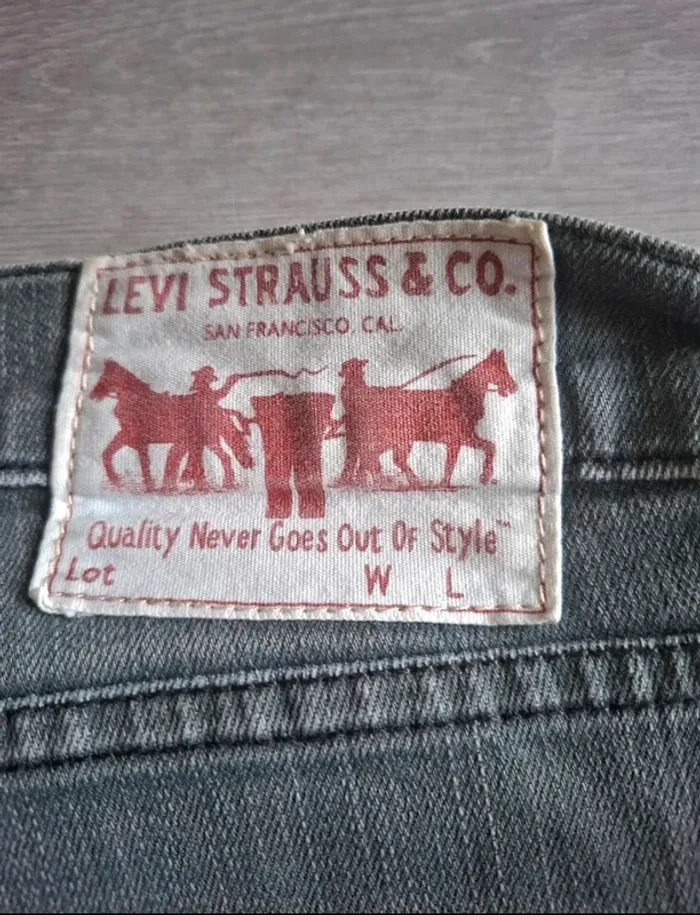 LEVI STRAUSS & CO.
SAN FRANCISCO, CAL.
Quality Never Goes Out Of Style™
Lot W L